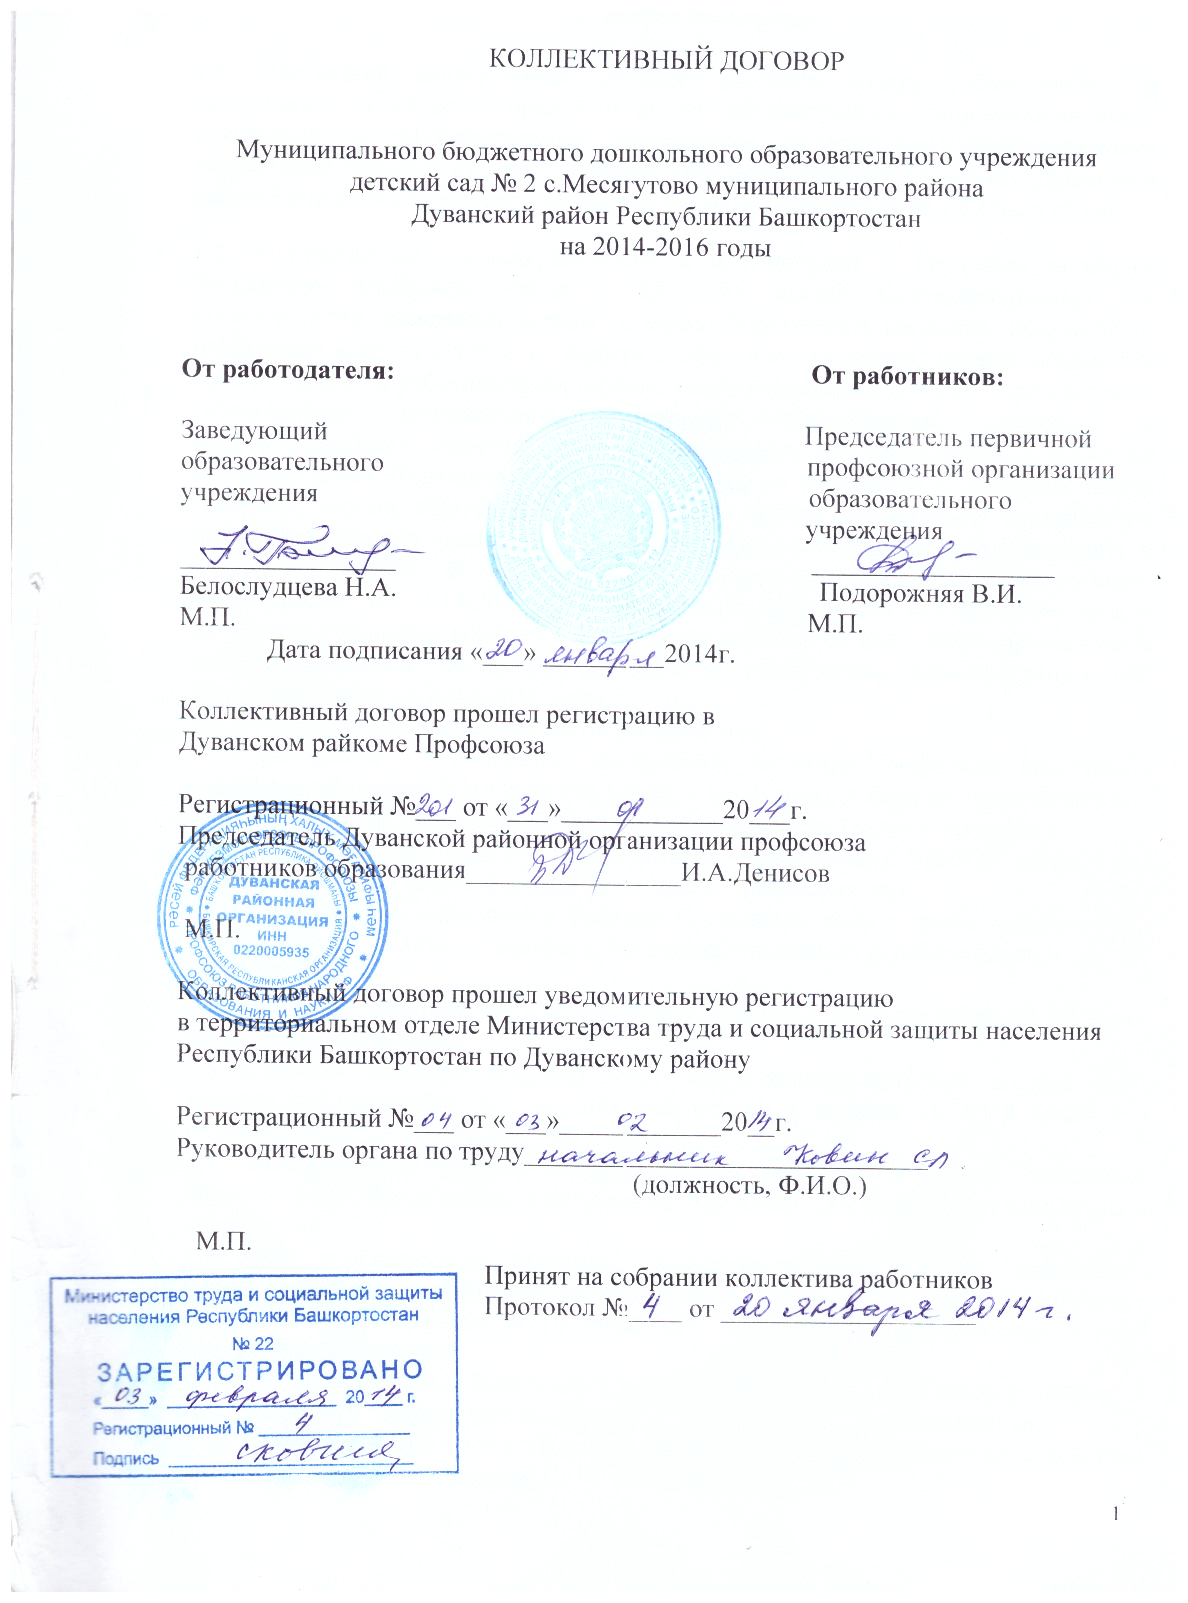 КОЛЛЕКТИВНЫЙ ДОГОВОР
Муниципального бюджетного дошкольного образовательного учреждения
детский сад № 2 с.Месягутово муниципального района
Дуванский район Республики Башкортостан
на 2014-2016 годы
От работодателя:
Заведующий
образовательного
учреждения
Белослудцева Н.А.
М.П.
От работников:
Председатель первичной
профсоюзной организации
образовательного
учреждения
Подорожняя В.И.
М.П.
Дата подписания «20» января 2014г.
Коллективный договор прошел регистрацию в
Дуванском райкоме Профсоюза
Регистрационный №201 от «31» 01 2014г.
Председатель Дуванской районной организации профсоюза
работников образования И.А.Денисов
ДУВАНСКАЯ
РАЙОННАЯ
ОРГАНИЗАЦИЯ
ИНН
0220005935
М.П.
Коллективный договор прошел уведомительную регистрацию
в территориальном отделе Министерства труда и социальной защиты населения
Республики Башкортостан по Дуванскому району
Регистрационный № 04 от «03» 02 2014г.
Руководитель органа по труду начальник Ковин СЛ
(должность, Ф.И.О.)
М.П.
Принят на собрании коллектива работников
Протокол № 4 от 20 января 2014 г.
Министерство труда и социальной защиты
населения Республики Башкортостан
№ 22
ЗАРЕГИСТРИРОВАНО
«03» февраля 2014 г.
Регистрационный № 4
Подпись
1